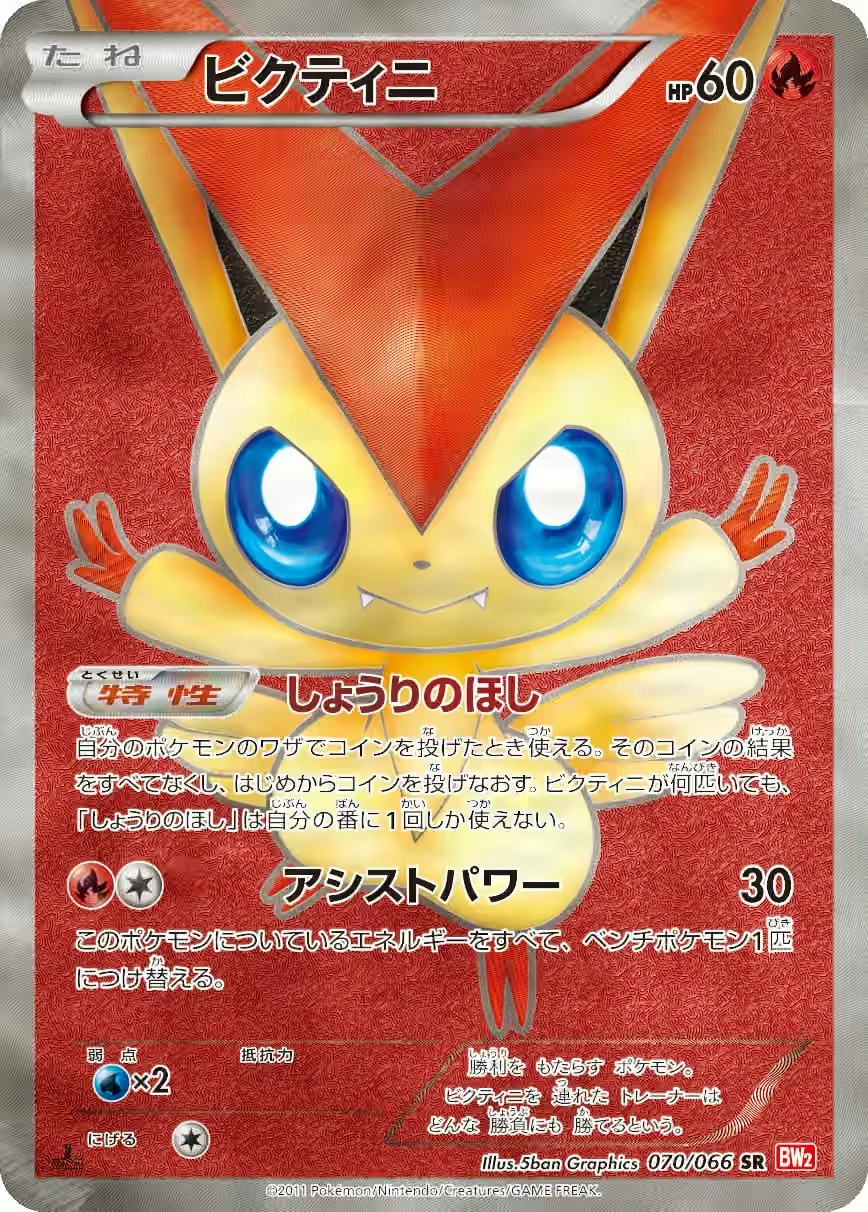 たね ビクティニ HP60
とくせい
特性 しょうりのほし
自分のポケモンのワザでコインを投げたとき使える。そのコインの結果
をすべてなくし、はじめからコインを投げなおす。ビクティニが何匹いても、
「しょうりのほし」は自分の番に1回しか使えない。
アシストパワー 30
このポケモンについているエネルギーをすべて、ベンチポケモン1匹
につけ替える。
弱点 抵抗力
×2
にげる
勝利を もたらす ポケモン。
ビクティニを 連れた トレーナーは
どんな 勝負にも 勝てるという。
Illus.5ban Graphics 070/066 SR BW2
©2011 Pokémon/Nintendo/Creatures/GAME FREAK.